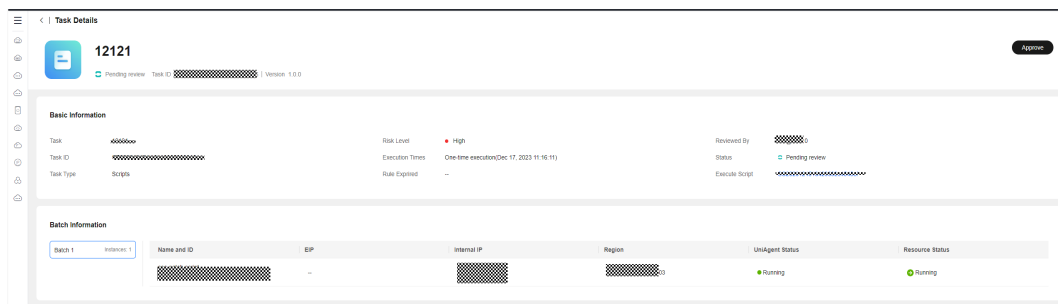 < | Task Details
12121
Approve
Pending review Task ID | Version 1.0.0
Basic Information
Task Risk Level High Reviewed By
Task ID Execution Times One-time execution(Dec 17, 2023 11:16:11) Status Pending review
Task Type Scripts Rule Expired -- Execute Script
Batch Information
Batch 1 Instances: 1 Name and ID EIP Internal IP Region UniAgent Status Resource Status
-- 03 Running Running